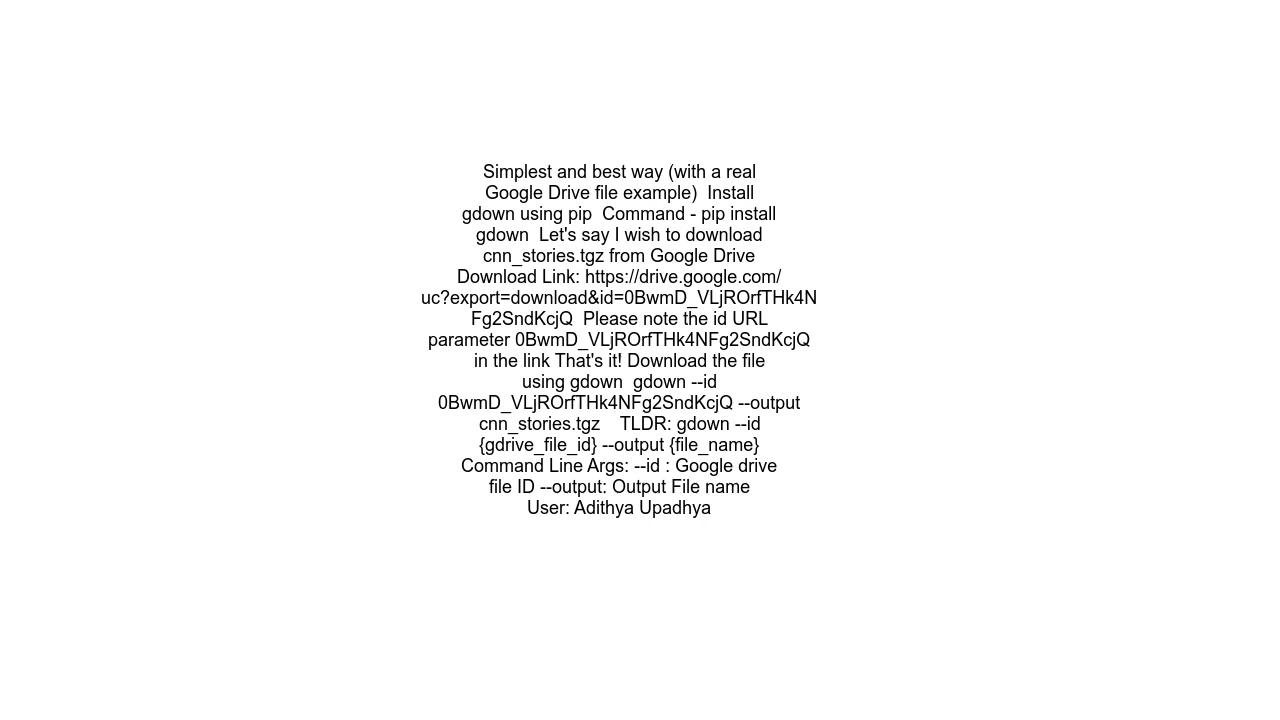 Simplest and best way (with a real
Google Drive file example)  Install
gdown using pip  Command - pip install
gdown  Let's say I wish to download
cnn_stories.tgz from Google Drive
Download Link: https://drive.google.com/
uc?export=download&id=0BwmD_VLjROrfTHk4N
Fg2SndKcjQ  Please note the id URL
parameter 0BwmD_VLjROrfTHk4NFg2SndKcjQ
in the link That's it! Download the file
using gdown  gdown --id
0BwmD_VLjROrfTHk4NFg2SndKcjQ --output
cnn_stories.tgz    TLDR: gdown --id
{gdrive_file_id} --output {file_name}
Command Line Args: --id : Google drive
file ID --output: Output File name
User: Adithya Upadhya